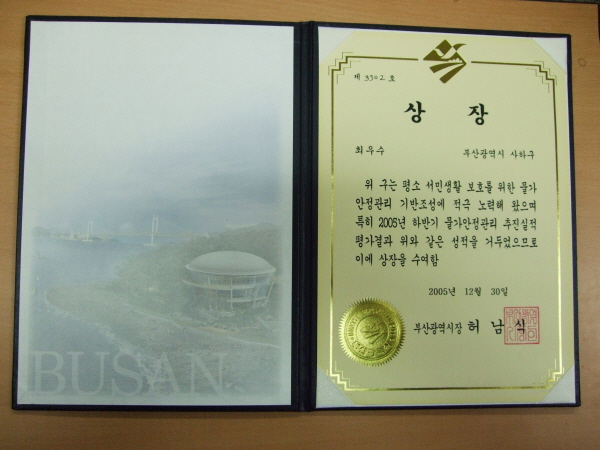 BUSAN
제 3302 호
상 장
최우수 부산광역시 사하구
위 구는 평소 서민생활 보호를 위한 물가
안정관리 기반조성에 적극 노력해 왔으며
특히 2005년 하반기 물가안정관리 추진실적
평가결과 위와 같은 성적을 거두었으므로
이에 상장을 수여함
2005년 12월 30일
부산광역시장 허 남 식